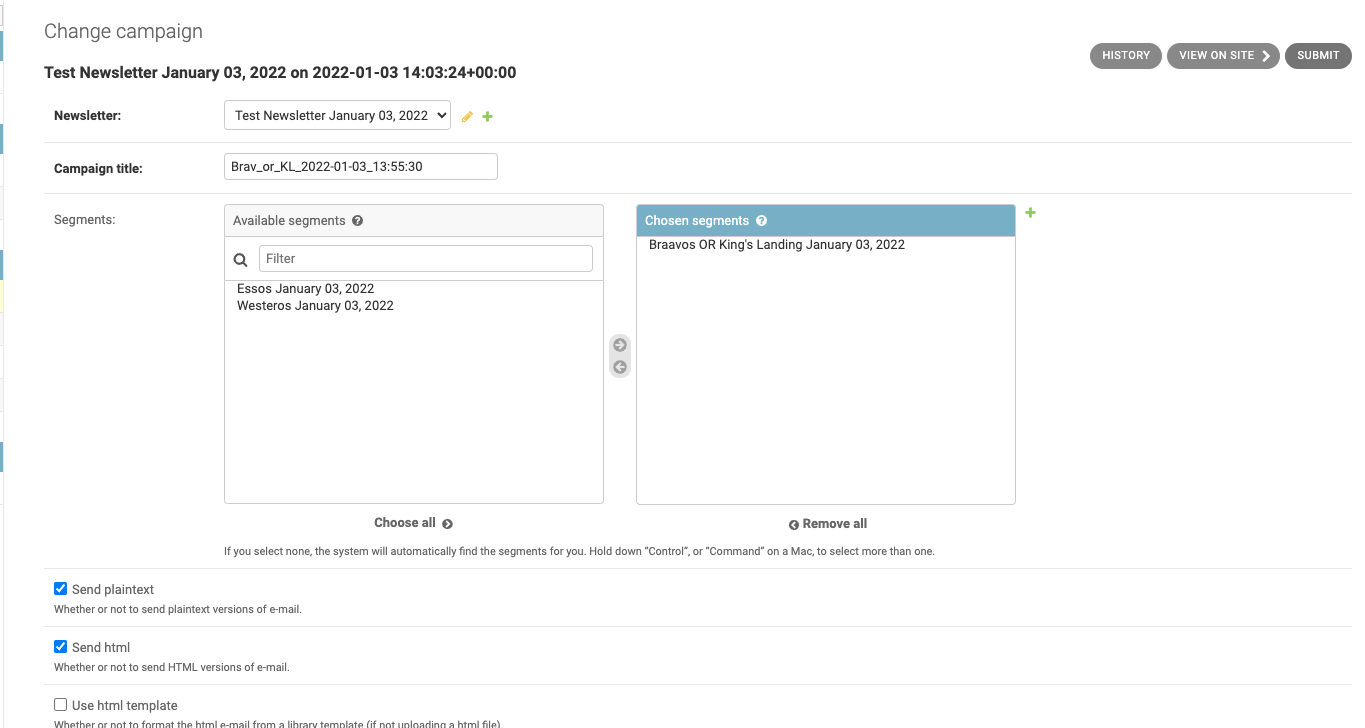 Change campaign
HISTORY
VIEW ON SITE
SUBMIT
Test Newsletter January 03, 2022 on 2022-01-03 14:03:24+00:00
Newsletter:
Test Newsletter January 03, 2022
Campaign title:
Brav_or_KL_2022-01-03_13:55:30
Segments:
Available segments
Filter
Essos January 03, 2022
Westeros January 03, 2022
Choose all
Chosen segments
Braavos OR King's Landing January 03, 2022
Remove all
If you select none, the system will automatically find the segments for you. Hold down “Control”, or “Command” on a Mac, to select more than one.
Send plaintext
Whether or not to send plaintext versions of e-mail.
Send html
Whether or not to send HTML versions of e-mail.
Use html template
Whether or not to format the html e-mail from a library template (if not uploading a html file).